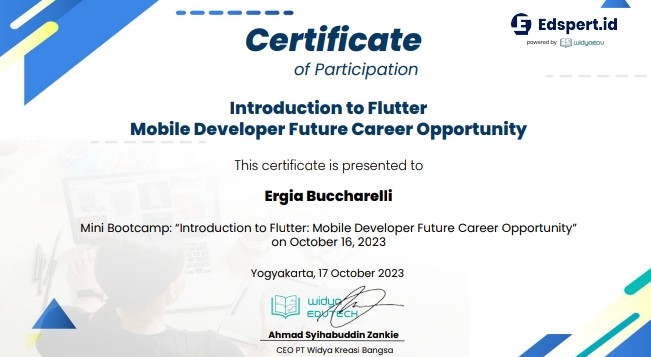 Certificate
of Participation
Edspert.id
powered by widyaedu
Introduction to Flutter
Mobile Developer Future Career Opportunity
This certificate is presented to
Ergia Buccharelli
Mini Bootcamp: “Introduction to Flutter: Mobile Developer Future Career Opportunity”
on October 16, 2023
Yogyakarta, 17 October 2023
widya
EDUTECH
Ahmad Syihabuddin Zankie
CEO PT Widya Kreasi Bangsa